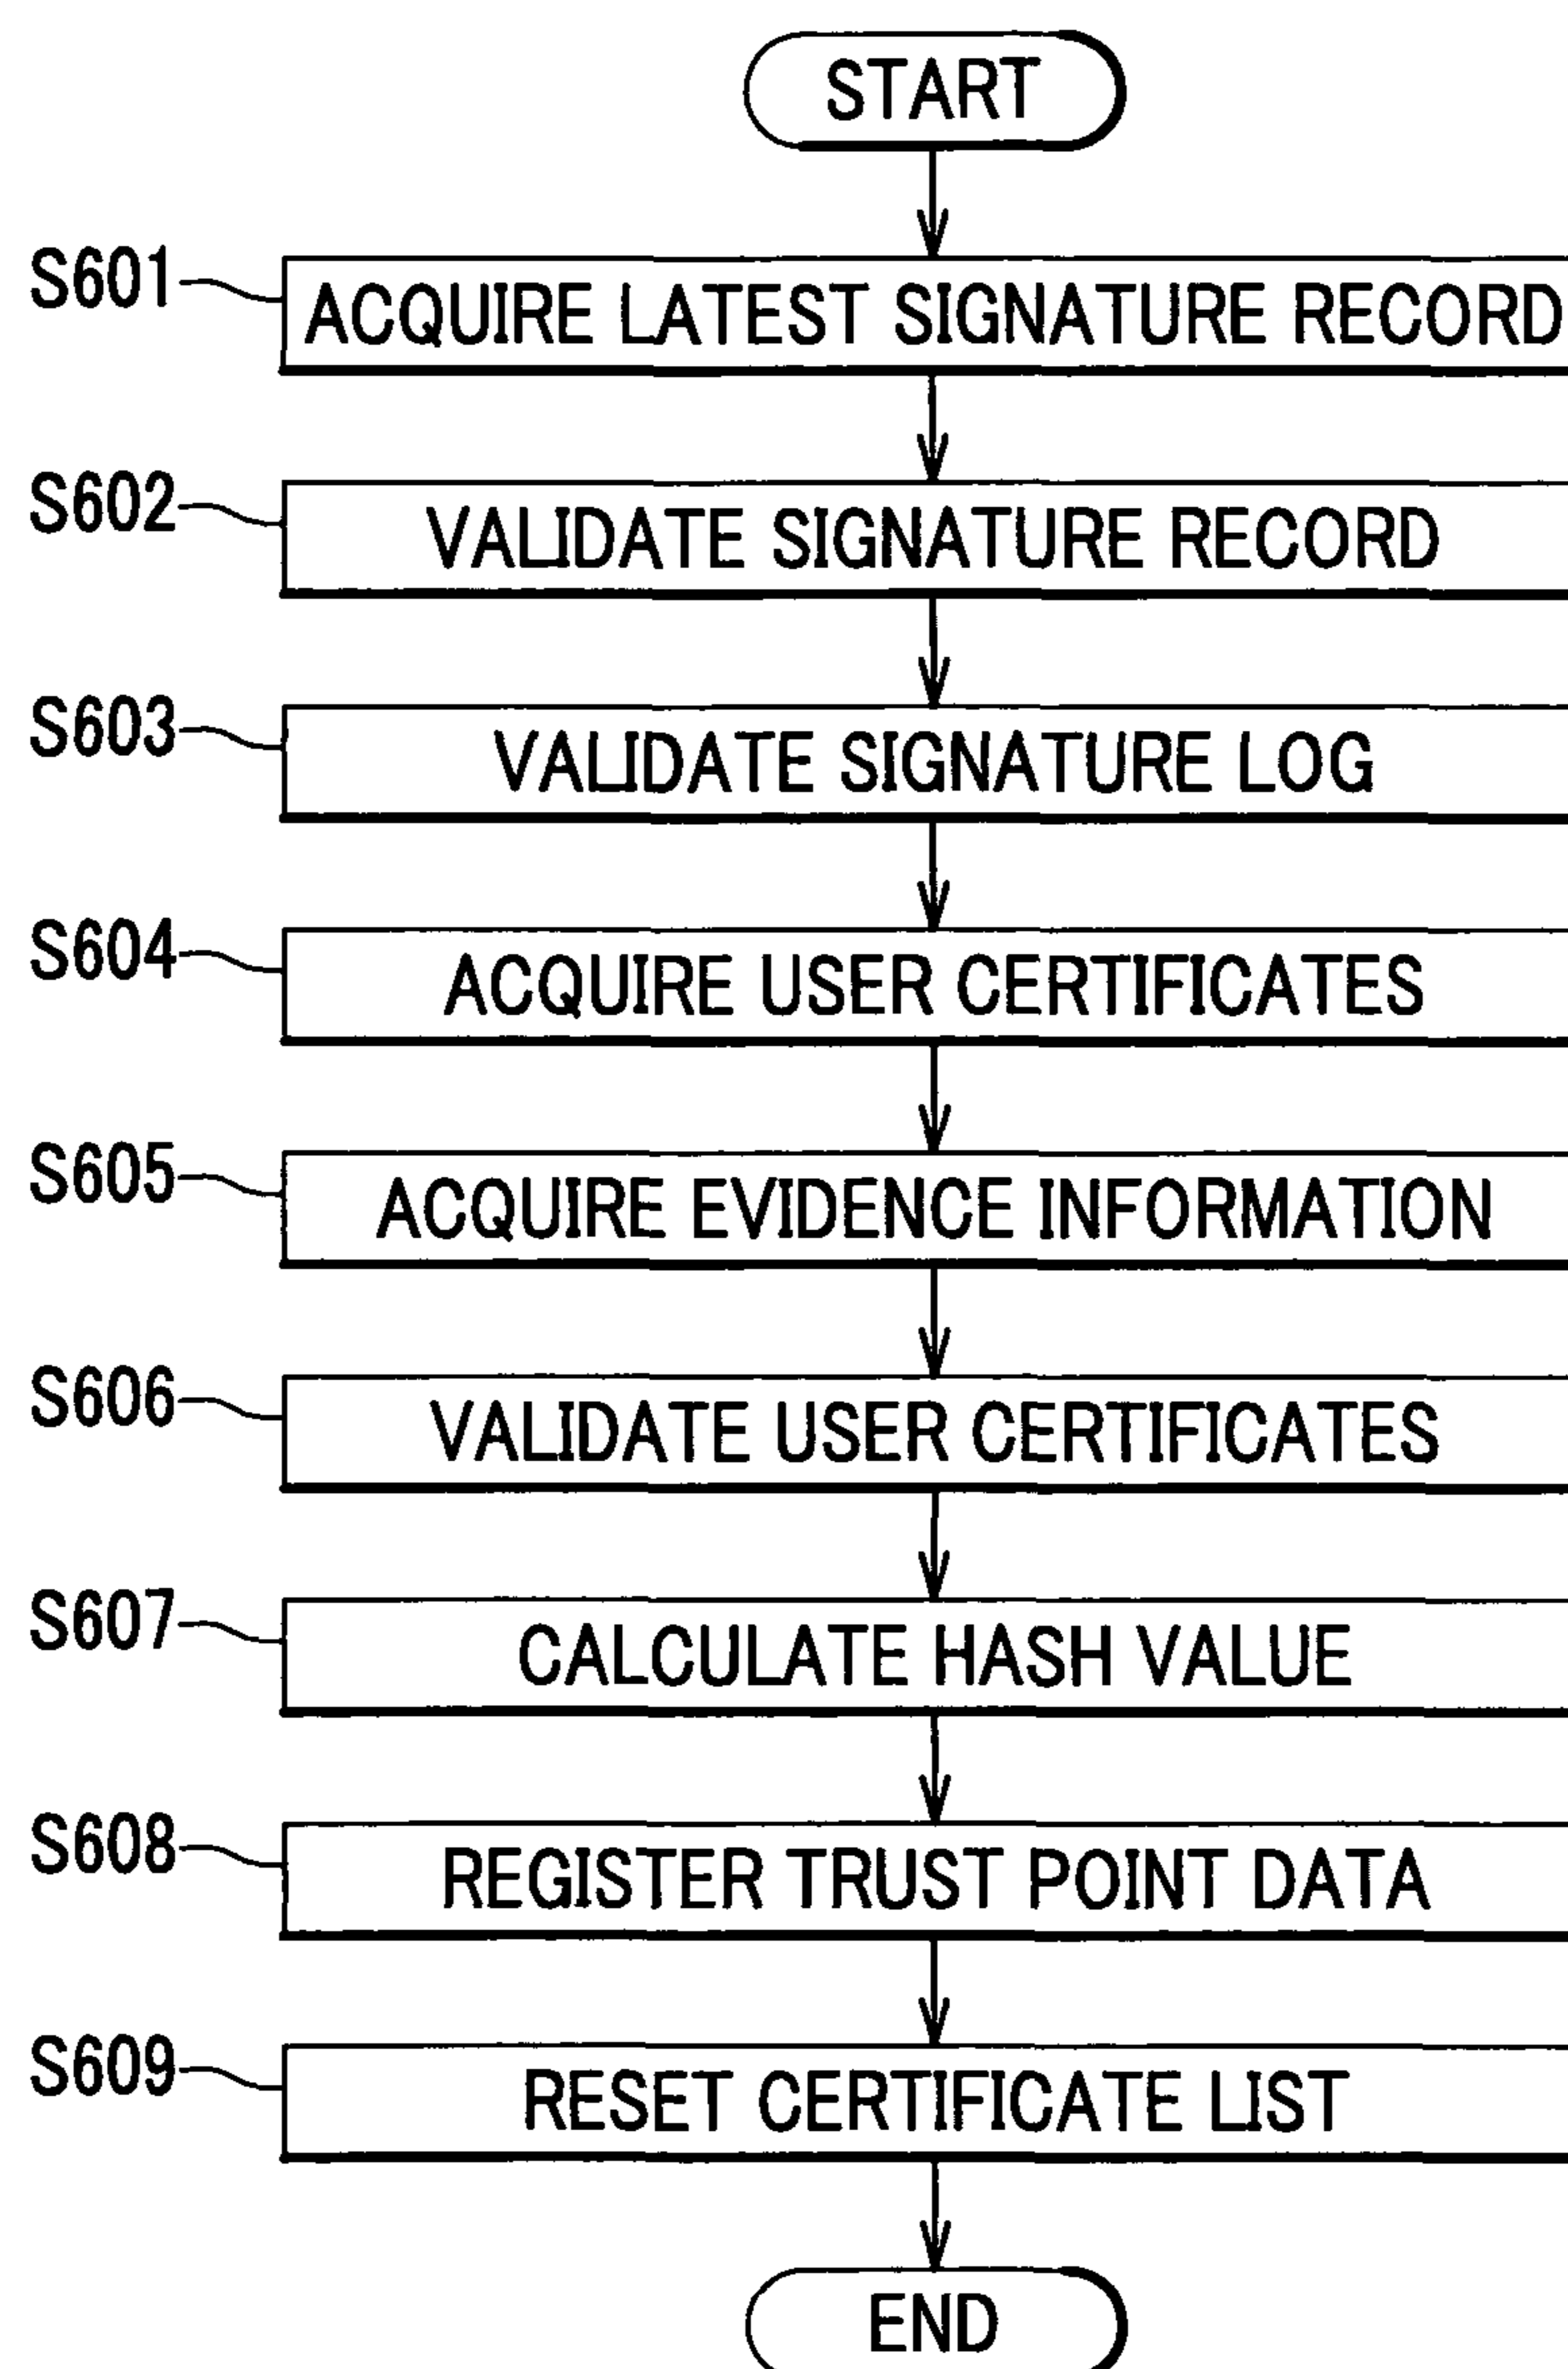 START
S601
ACQUIRE LATEST SIGNATURE RECORD
S602
VALIDATE SIGNATURE RECORD
S603
VALIDATE SIGNATURE LOG
S604
ACQUIRE USER CERTIFICATES
S605
ACQUIRE EVIDENCE INFORMATION
S606
VALIDATE USER CERTIFICATES
S607
CALCULATE HASH VALUE
S608
REGISTER TRUST POINT DATA
S609
RESET CERTIFICATE LIST
END